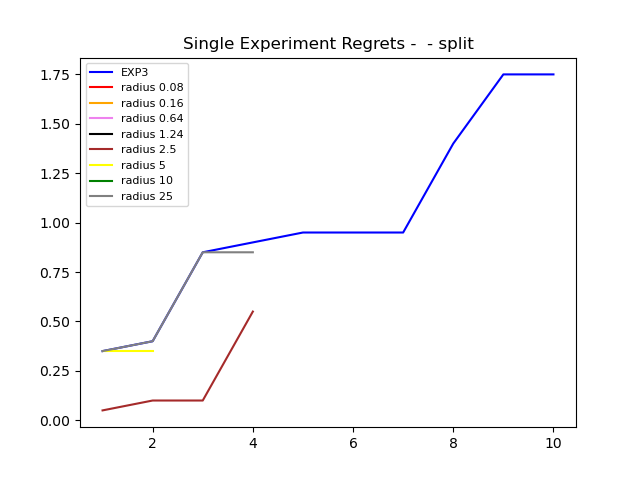 Single Experiment Regrets -  - split
1.75
1.50
1.25
1.00
0.75
0.50
0.25
0.00
EXP3
radius 0.08
radius 0.16
radius 0.64
radius 1.24
radius 2.5
radius 5
radius 10
radius 25
2 4 6 8 10